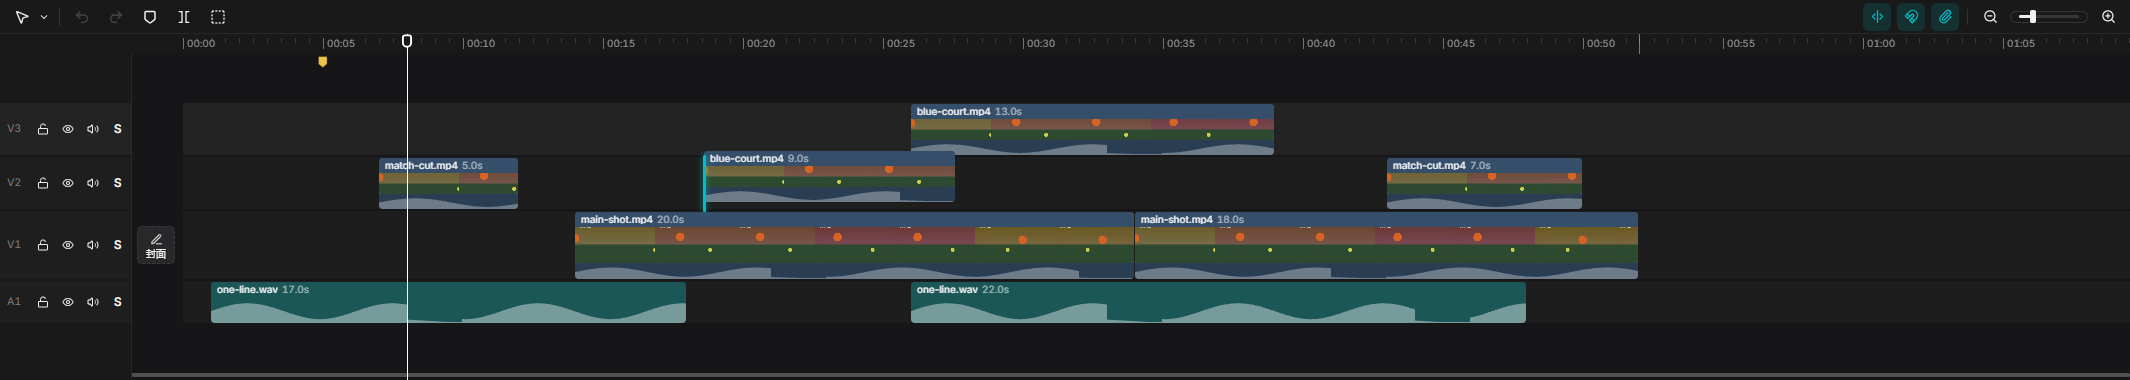 00:00 00:05 00:10 00:15 00:20 00:25 00:30 00:35 00:40 00:45 00:50 00:55 01:00 01:05
V3 S blue-court.mp4 13.0s
V2 S match-cut.mp4 5.0s blue-court.mp4 9.0s match-cut.mp4 7.0s
V1 S 封面 main-shot.mp4 20.0s main-shot.mp4 18.0s
A1 S one-line.wav 17.0s one-line.wav 22.0s